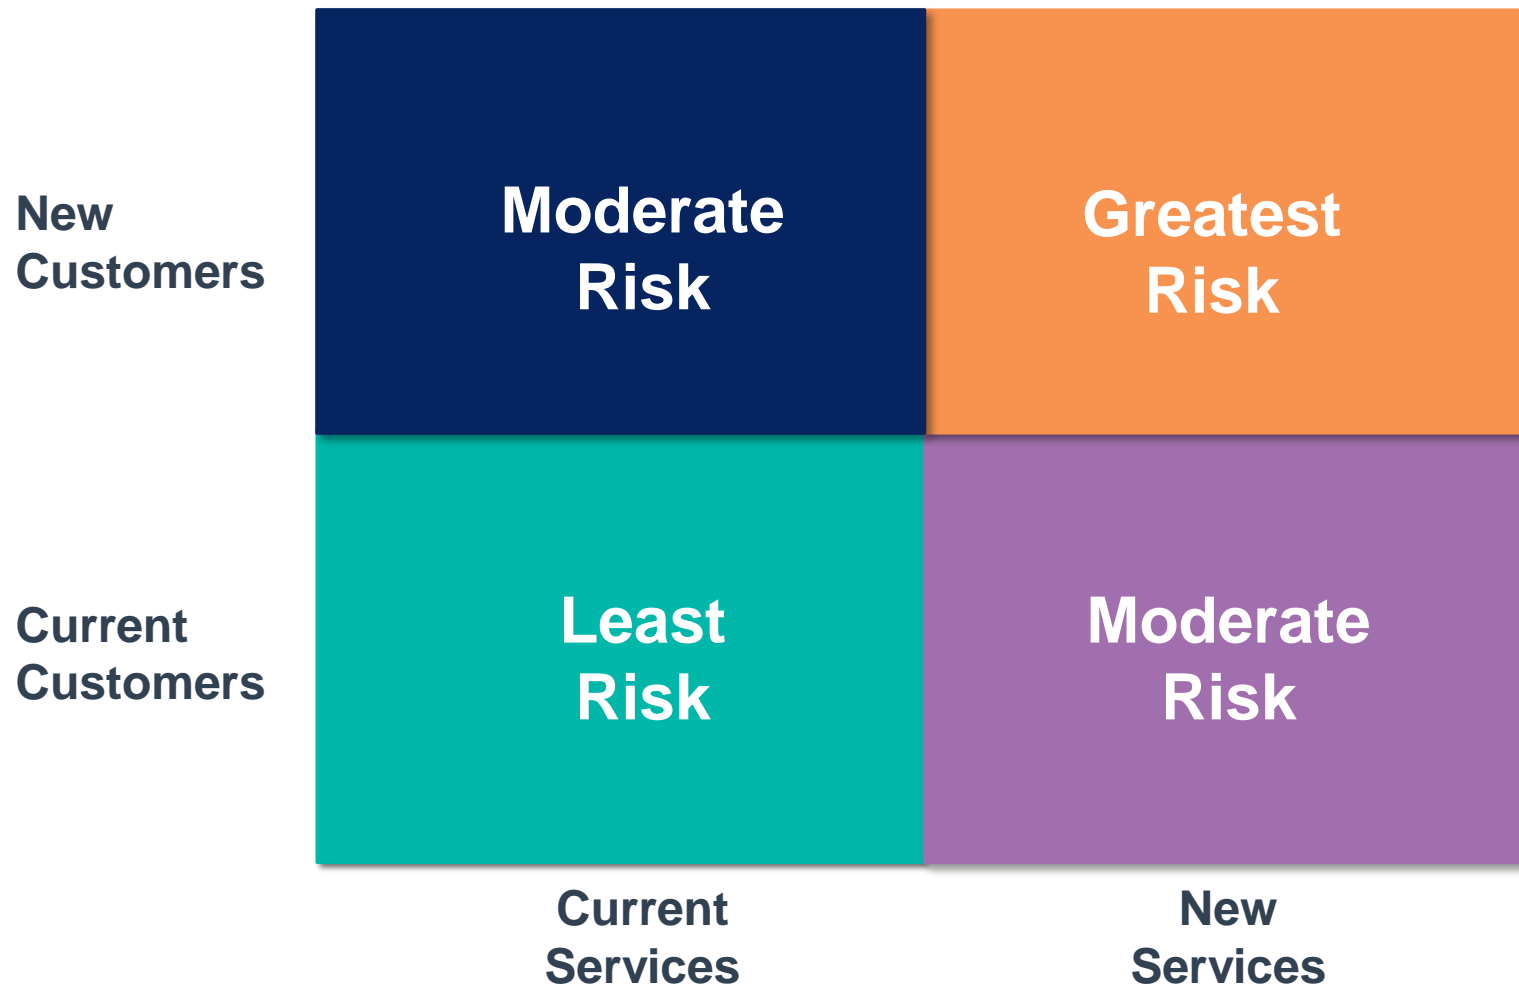 New
Customers
Moderate
Risk
Greatest
Risk
Current
Customers
Least
Risk
Moderate
Risk
Current
Services
New
Services